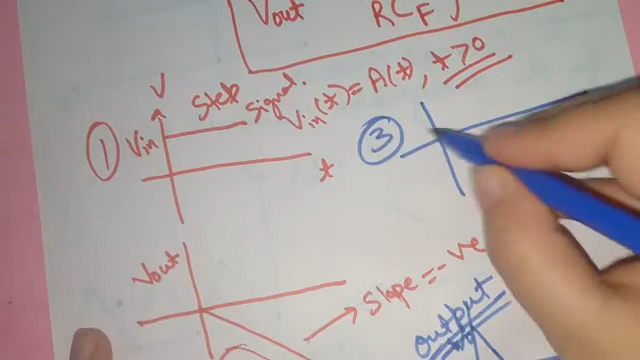 Vout RCF
V
Step Signal. Vin(t) = A(t), t>0
① Vin
t
③
Vout
→ Slope = -ve
output